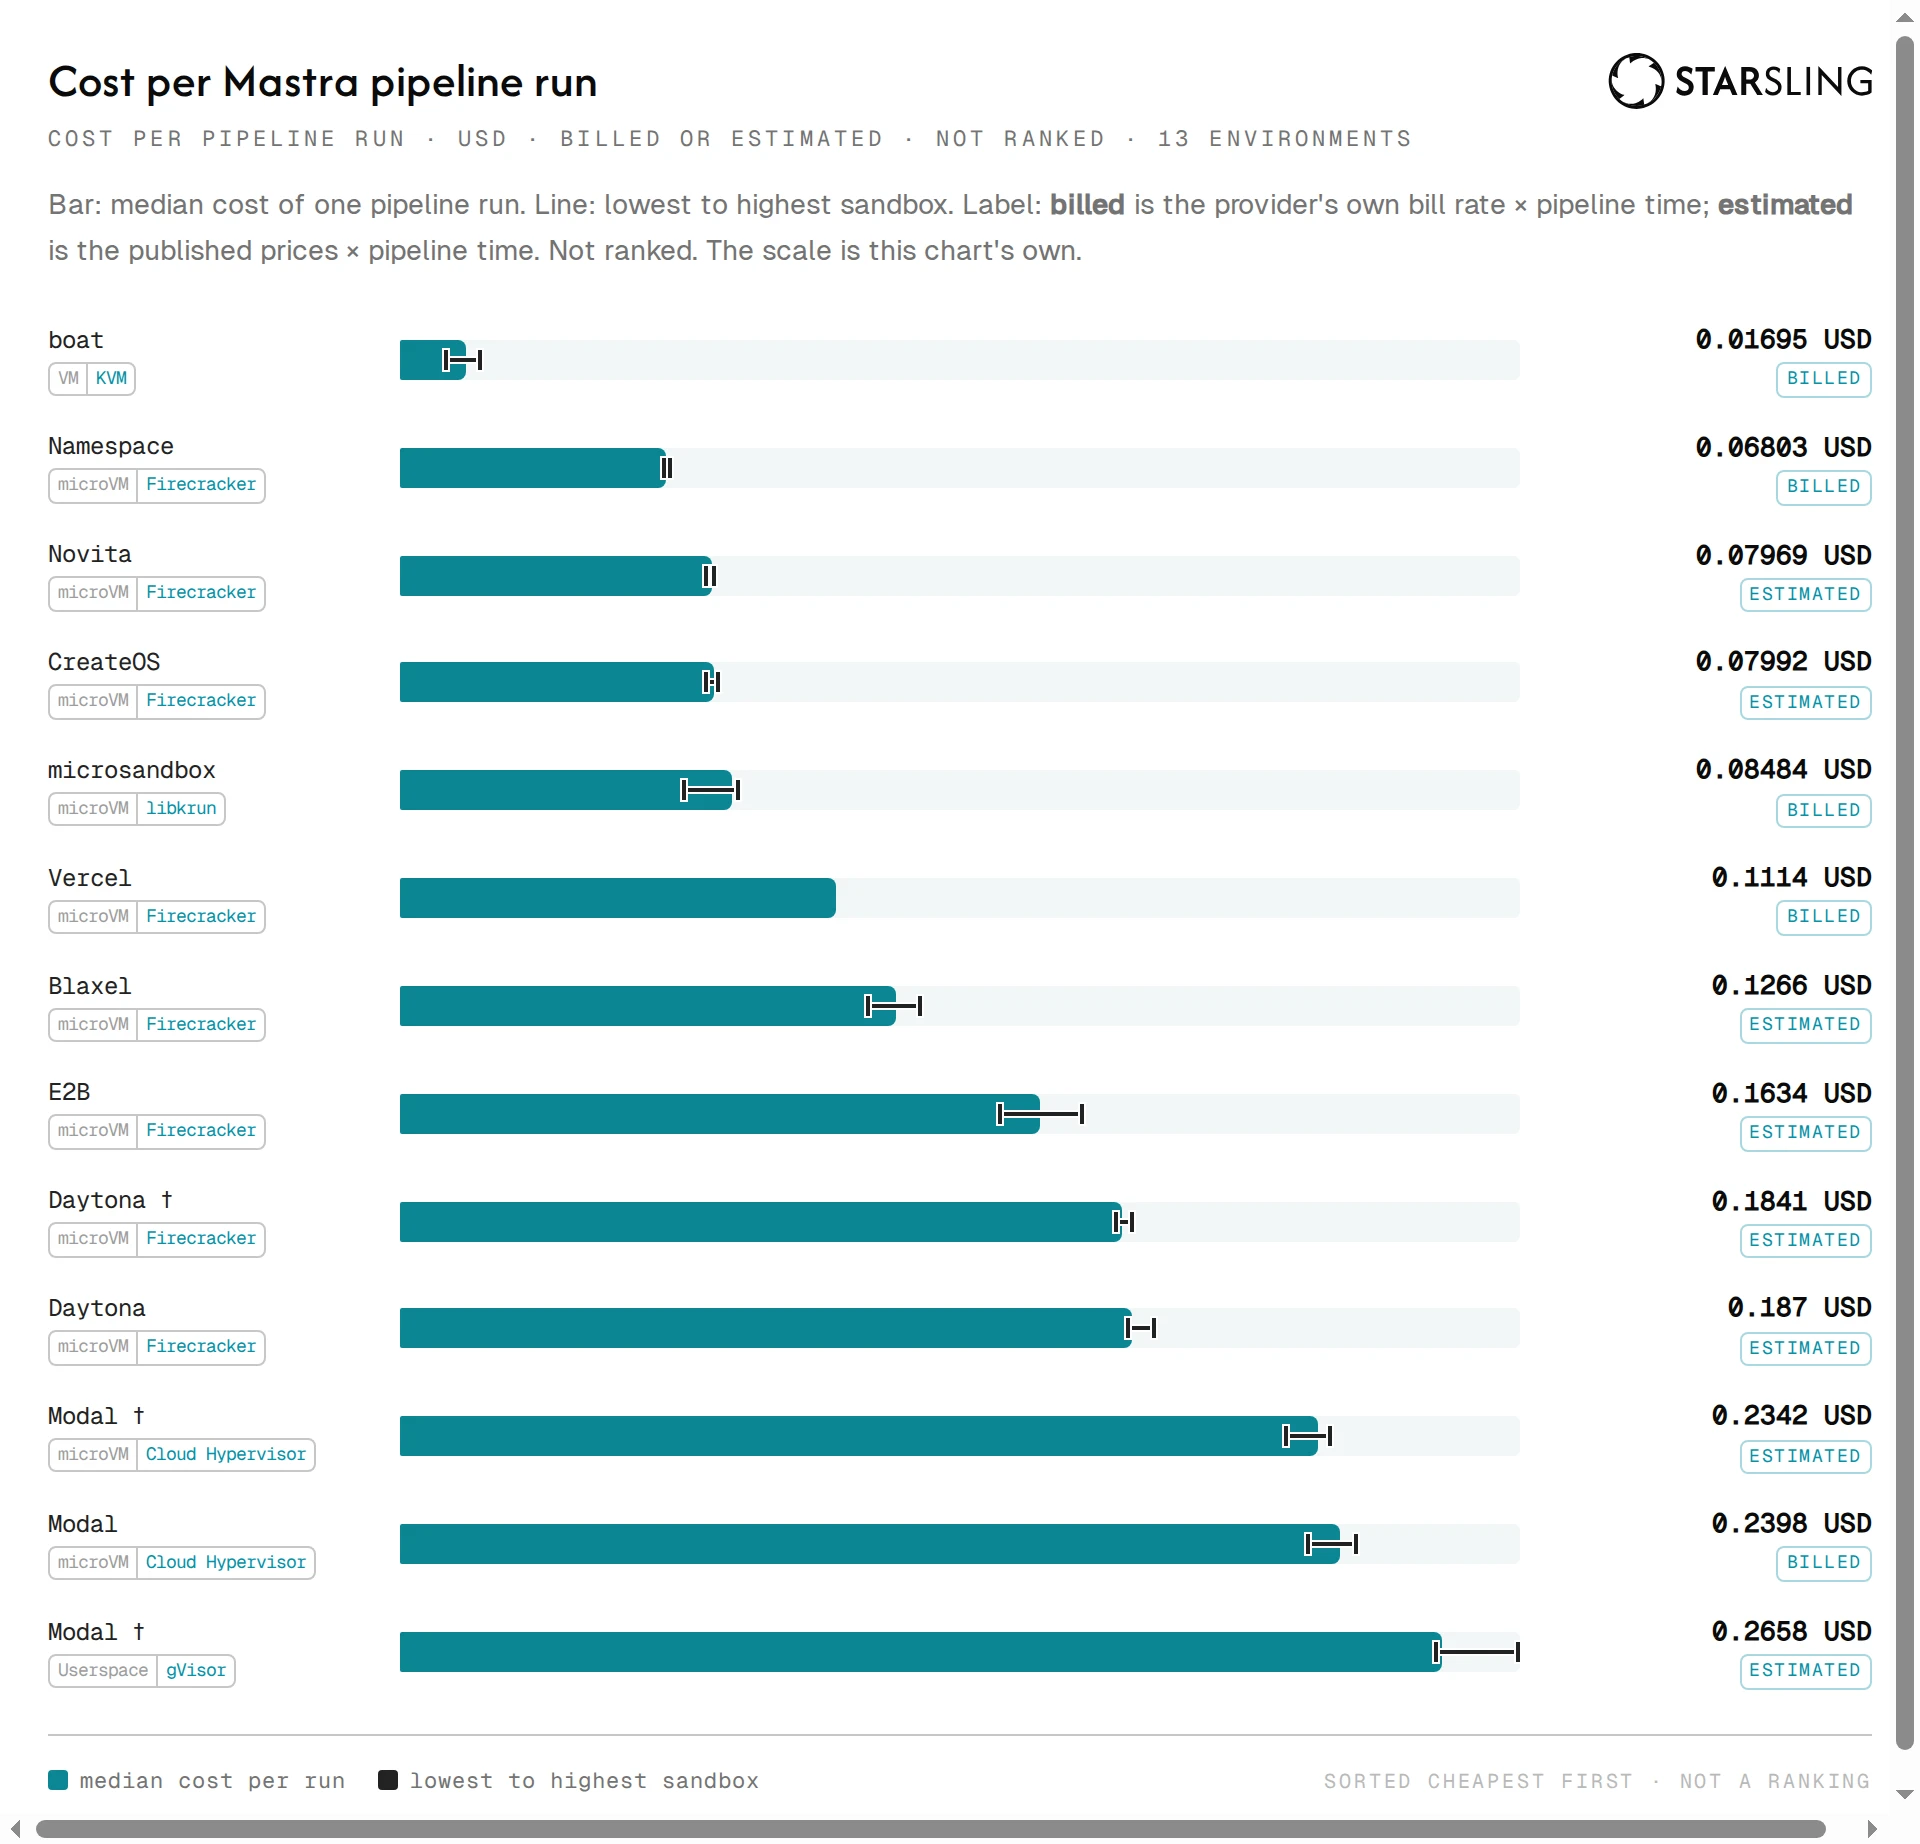 Cost per Mastra pipeline run
STARSLING
COST PER PIPELINE RUN · USD · BILLED OR ESTIMATED · NOT RANKED · 13 ENVIRONMENTS
Bar: median cost of one pipeline run. Line: lowest to highest sandbox. Label: billed is the provider's own bill rate × pipeline time; estimated
is the published prices × pipeline time. Not ranked. The scale is this chart's own.
boat
0.01695 USD
VM KVM
BILLED
Namespace
0.06803 USD
microVM Firecracker
BILLED
Novita
0.07969 USD
microVM Firecracker
ESTIMATED
CreateOS
0.07992 USD
microVM Firecracker
ESTIMATED
microsandbox
0.08484 USD
microVM libkrun
BILLED
Vercel
0.1114 USD
microVM Firecracker
BILLED
Blaxel
0.1266 USD
microVM Firecracker
ESTIMATED
E2B
0.1634 USD
microVM Firecracker
ESTIMATED
Daytona †
0.1841 USD
microVM Firecracker
ESTIMATED
Daytona
0.187 USD
microVM Firecracker
ESTIMATED
Modal †
0.2342 USD
microVM Cloud Hypervisor
ESTIMATED
Modal
0.2398 USD
microVM Cloud Hypervisor
BILLED
Modal †
0.2658 USD
Userspace gVisor
ESTIMATED
median cost per run
lowest to highest sandbox
SORTED CHEAPEST FIRST · NOT A RANKING